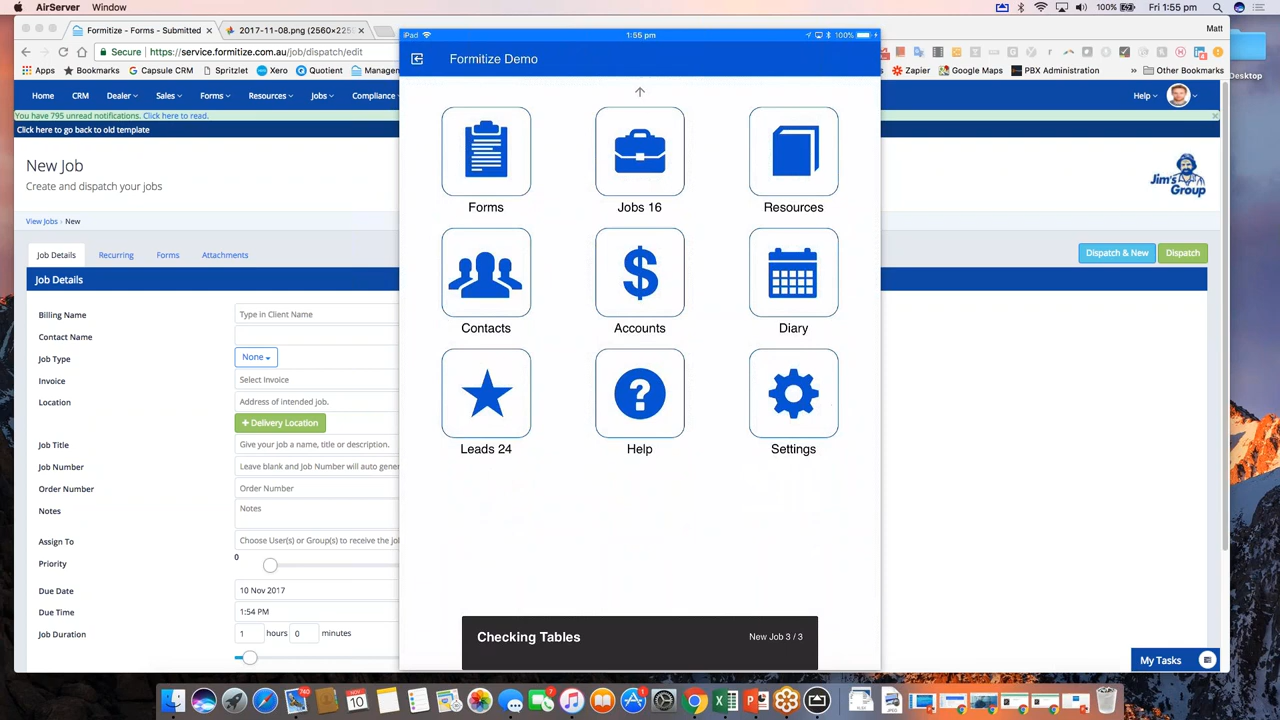 AirServer Window
100% Fri 1:55 pm
Formitize - Forms - Submitted
2017-11-08.png (2560×225
Matt
Secure https://service.formitize.com.au/job/dispatch/edit
Apps Bookmarks Capsule CRM Spritzlet Xero Quotient Manage
Zapier Google Maps PBX Administration Other Bookmarks
Desktop
Home CRM Dealer Sales Forms Resources Jobs Compliance
Help
You have 795 unread notifications. Click here to read.
Click here to go back to old template
New Job
Create and dispatch your jobs
Jim's
Group
View Jobs › New
Job Details Recurring Forms Attachments
Dispatch & New Dispatch
Job Details
Billing Name Type in Client Name
Contact Name
Job Type None
Invoice Select Invoice
Location Address of intended job.
+ Delivery Location
Job Title Give your job a name, title or description.
Job Number Leave blank and Job Number will auto gener
Order Number Order Number
Notes Notes
Assign To Choose User(s) or Group(s) to receive the jo
Priority 0
Due Date 10 Nov 2017
Due Time 1:54 PM
Job Duration 1 hours 0 minutes
My Tasks
iPad 1:55 pm 100%
Formitize Demo
Forms Jobs 16 Resources
Contacts Accounts Diary
Leads 24 Help Settings
Checking Tables New Job 3 / 3